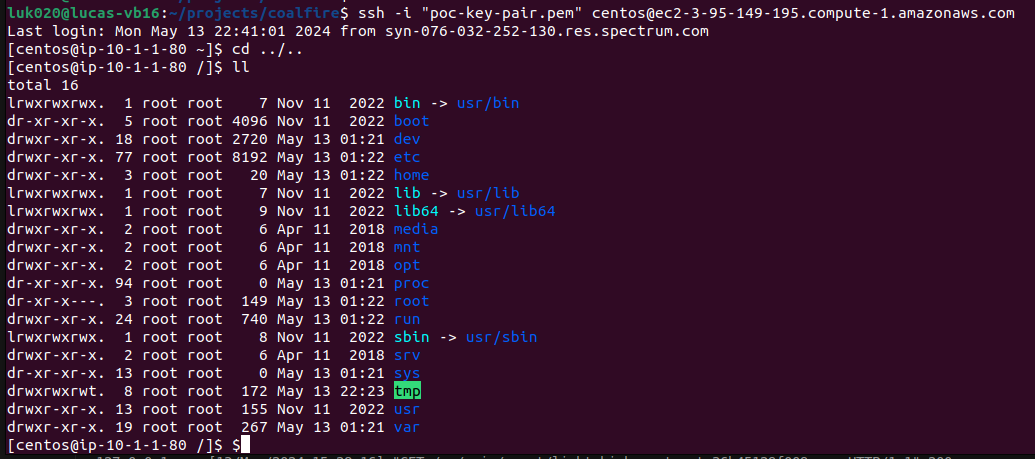 luk020@lucas-vb16:~/projects/coalfire$ ssh -i "poc-key-pair.pem" centos@ec2-3-95-149-195.compute-1.amazonaws.com
Last login: Mon May 13 22:41:01 2024 from syn-076-032-252-130.res.spectrum.com
[centos@ip-10-1-1-80 ~]$ cd ../..
[centos@ip-10-1-1-80 /]$ ll
total 16
lrwxrwxrwx.  1 root root    7 Nov 11  2022 bin -> usr/bin
dr-xr-xr-x.  5 root root 4096 Nov 11  2022 boot
drwxr-xr-x. 18 root root 2720 May 13 01:21 dev
drwxr-xr-x. 77 root root 8192 May 13 01:22 etc
drwxr-xr-x.  3 root root   20 May 13 01:22 home
lrwxrwxrwx.  1 root root    7 Nov 11  2022 lib -> usr/lib
lrwxrwxrwx.  1 root root    9 Nov 11  2022 lib64 -> usr/lib64
drwxr-xr-x.  2 root root    6 Apr 11  2018 media
drwxr-xr-x.  2 root root    6 Apr 11  2018 mnt
drwxr-xr-x.  2 root root    6 Apr 11  2018 opt
dr-xr-xr-x. 94 root root    0 May 13 01:21 proc
dr-xr-x---.  3 root root  149 May 13 01:22 root
drwxr-xr-x. 24 root root  740 May 13 01:22 run
lrwxrwxrwx.  1 root root    8 Nov 11  2022 sbin -> usr/sbin
drwxr-xr-x.  2 root root    6 Apr 11  2018 srv
dr-xr-xr-x. 13 root root    0 May 13 01:21 sys
drwxrwxrwt.  8 root root  172 May 13 22:23 tmp
drwxr-xr-x. 13 root root  155 Nov 11  2022 usr
drwxr-xr-x. 19 root root  267 May 13 01:21 var
[centos@ip-10-1-1-80 /]$ $